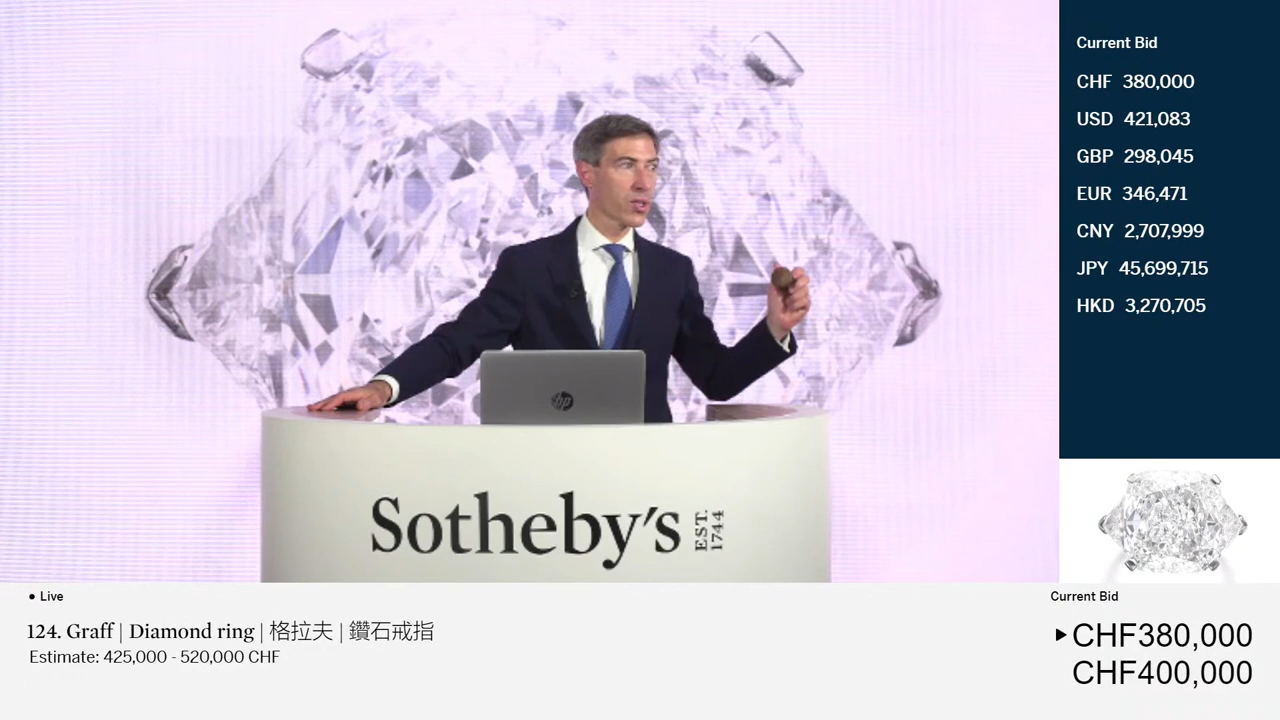 Current Bid
CHF 380,000
USD 421,083
GBP 298,045
EUR 346,471
CNY 2,707,999
JPY 45,699,715
HKD 3,270,705
hp
Sotheby's EST. 1744
• Live
124. Graff | Diamond ring | 格拉夫 | 鑽石戒指
Estimate: 425,000 - 520,000 CHF
Current Bid
CHF380,000
CHF400,000